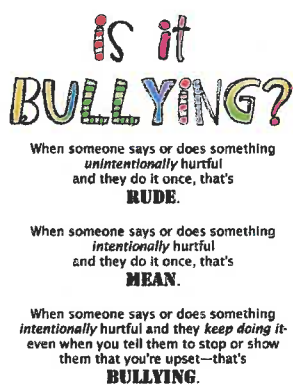 is it
BULLYING?
When someone says or does something
unintentionally hurtful
and they do it once, that's
RUDE.
When someone says or does something
intentionally hurtful
and they do it once, that's
MEAN.
When someone says or does something
intentionally hurtful and they keep doing it-
even when you tell them to stop or show
them that you're upset—that's
BULLYING.